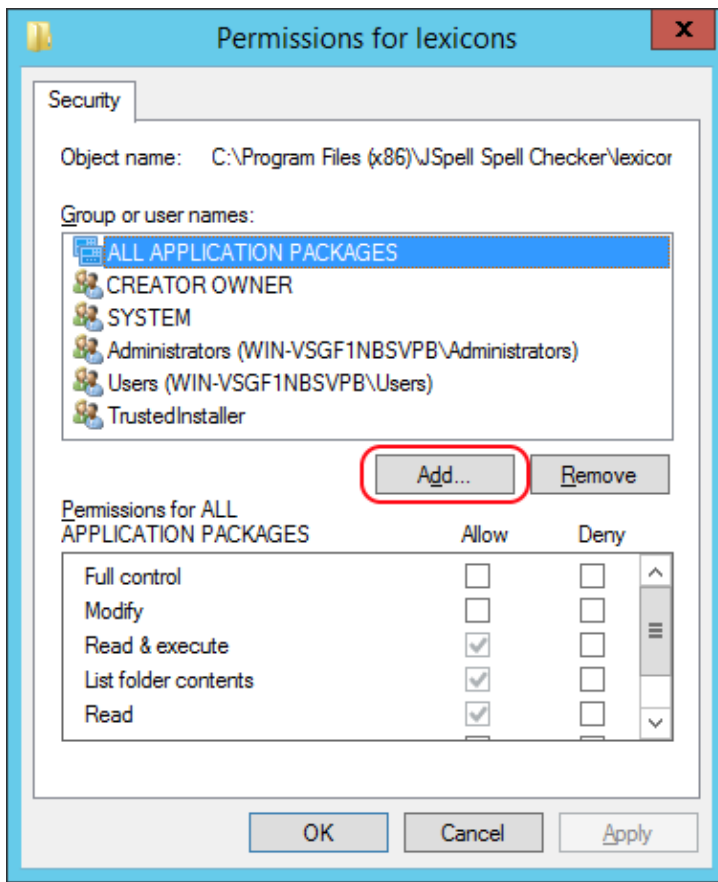 Permissions for lexicons
x
Security
Object name: C:\Program Files (x86)\JSpell Spell Checker\lexicor
Group or user names:
ALL APPLICATION PACKAGES
CREATOR OWNER
SYSTEM
Administrators (WIN-VSGF1NBSVPB\Administrators)
Users (WIN-VSGF1NBSVPB\Users)
TrustedInstaller
Add... Remove
Permissions for ALL
APPLICATION PACKAGES Allow Deny
Full control
Modify
Read & execute
List folder contents
Read
OK Cancel Apply